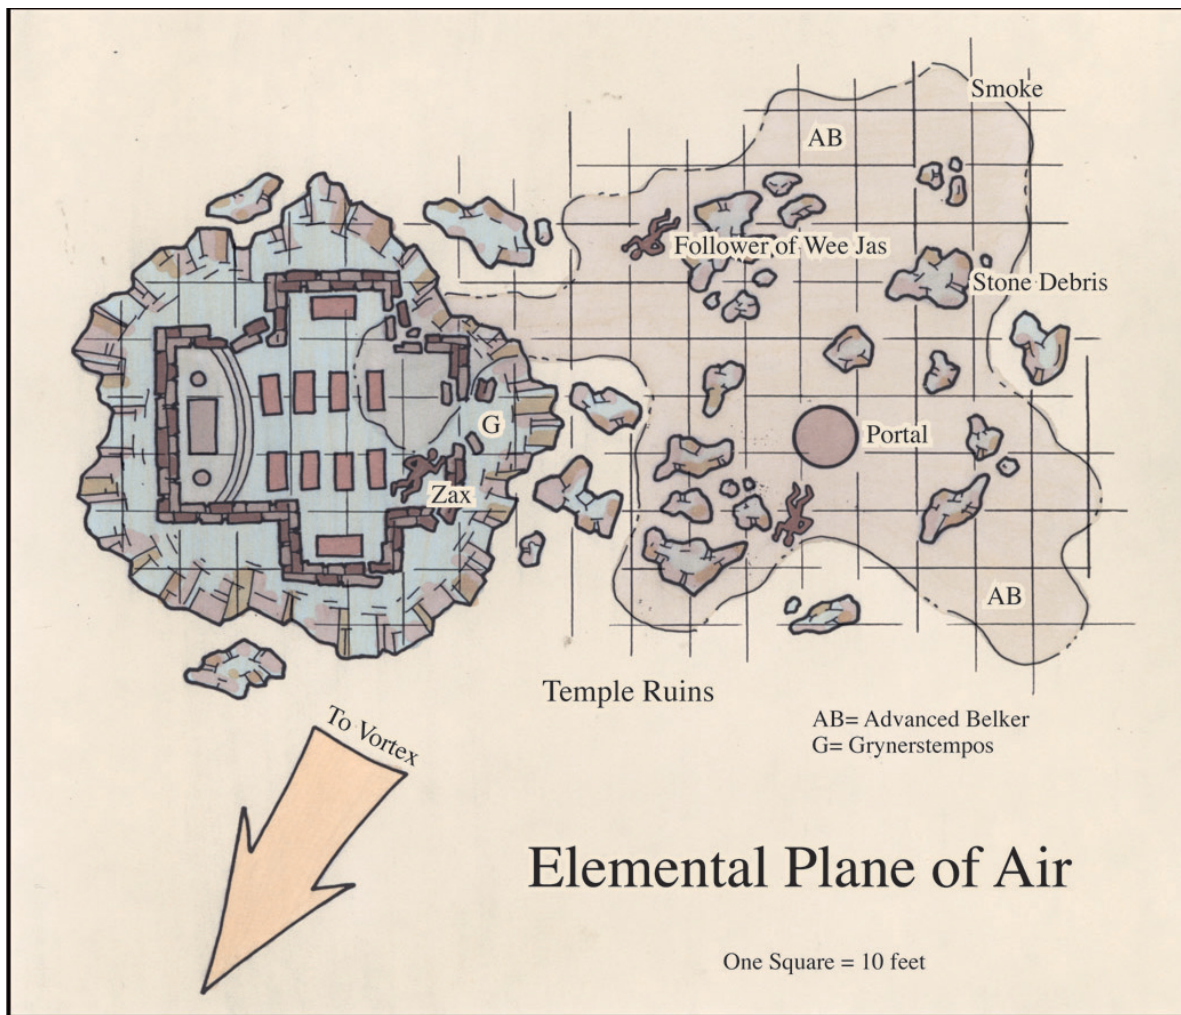 Smoke
AB
Follower of Wee Jas
Stone Debris
G
Portal
Zax
AB
Temple Ruins
To Vortex
AB= Advanced Belker
G= Grynerstempos
Elemental Plane of Air
One Square = 10 feet